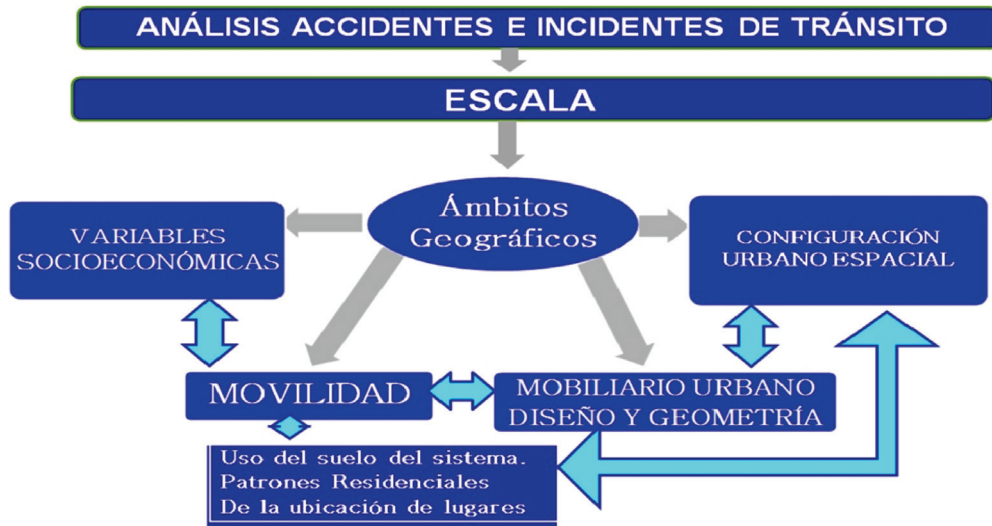 ANÁLISIS ACCIDENTES E INCIDENTES DE TRÁNSITO
ESCALA
Ámbitos
Geográficos
VARIABLES
SOCIOECONÓMICAS
CONFIGURACIÓN
URBANO ESPACIAL
MOVILIDAD
MOBILIARIO URBANO
DISEÑO Y GEOMETRÍA
Uso del suelo del sistema.
Patrones Residenciales
De la ubicación de lugares